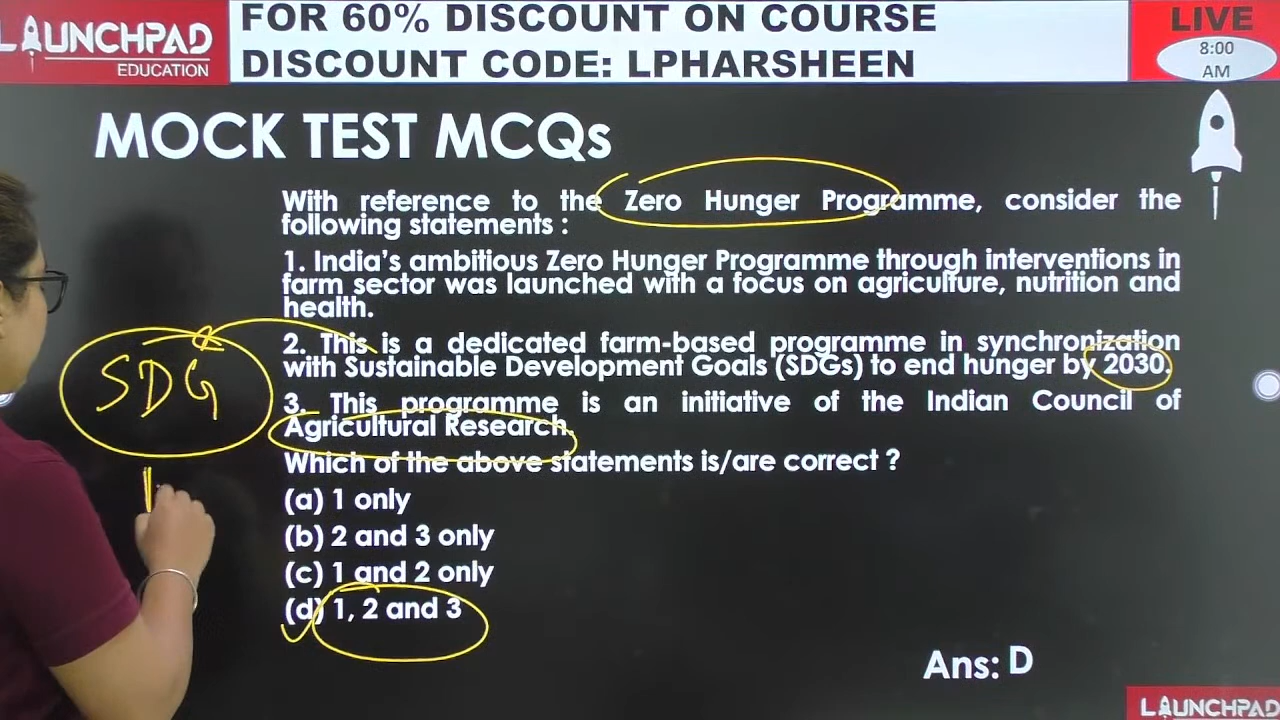 LAUNCHPAD
EDUCATION
FOR 60% DISCOUNT ON COURSE
DISCOUNT CODE: LPHARSHEEN
LIVE
8:00
AM
MOCK TEST MCQs
With reference to the Zero Hunger Programme, consider the
following statements :
1. India's ambitious Zero Hunger Programme through interventions in
farm sector was launched with a focus on agriculture, nutrition and
health.
2. This is a dedicated farm-based programme in synchronization
with Sustainable Development Goals (SDGs) to end hunger by 2030.
3. This programme is an initiative of the Indian Council of
Agricultural Research.
SDG
Which of the above statements is/are correct ?
(a) 1 only
(b) 2 and 3 only
(c) 1 and 2 only
(d) 1, 2 and 3
Ans: D
LAUNCHPAD